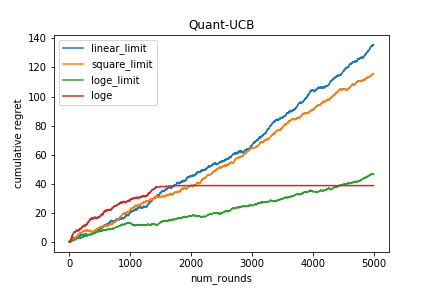 Quant-UCB
140
120
100
80
60
40
20
0
cumulative regret
linear_limit
square_limit
loge_limit
loge
0 1000 2000 3000 4000 5000
num_rounds